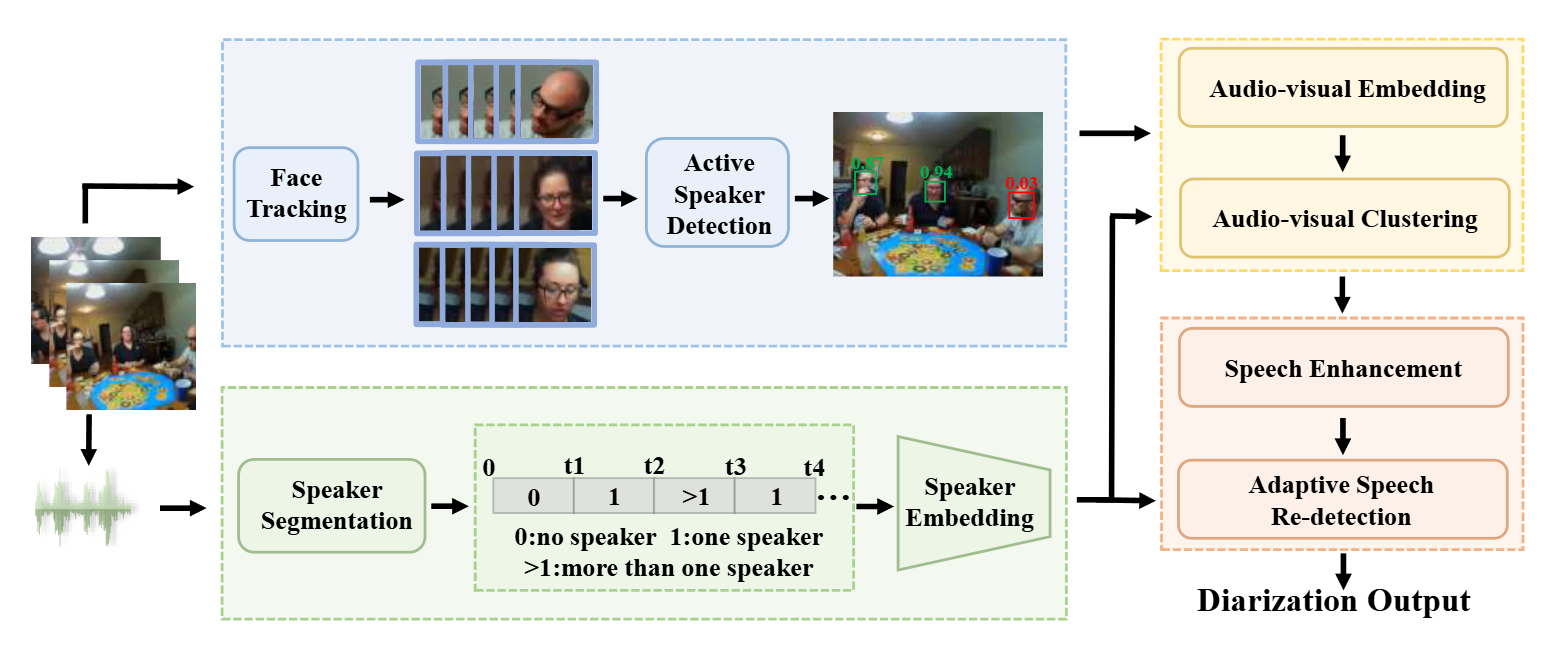 Face
Tracking
Active
Speaker
Detection
0.87
0.94
0.03
Audio-visual Embedding
Audio-visual Clustering
Speech Enhancement
Adaptive Speech
Re-detection
Diarization Output
Speaker
Segmentation
0 t1 t2 t3 t4
0 1 >1 1 ...
0:no speaker 1:one speaker
>1:more than one speaker
Speaker
Embedding